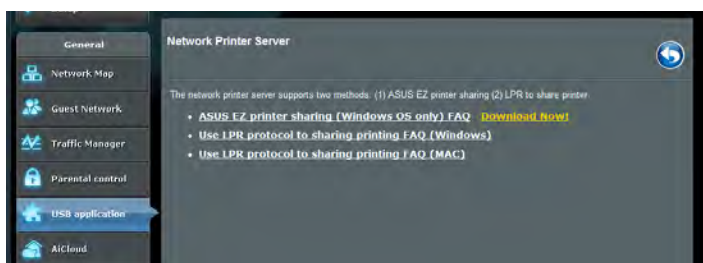 General
Network Map
Guest Network
Traffic Manager
Parental control
USB application
AiCloud
Network Printer Server
The network printer server supports two methods: (1) ASUS EZ printer sharing (2) LPR to share printer
ASUS EZ printer sharing (Windows OS only) FAQ Download Now!
Use LPR protocol to sharing printing FAQ (Windows)
Use LPR protocol to sharing printing FAQ (MAC)